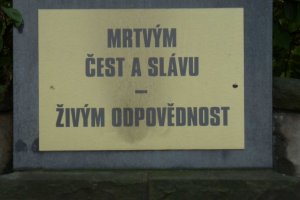 MRTVÝM
ČEST A SLÁVU
–
ŽIVÝM ODPOVĚDNOST